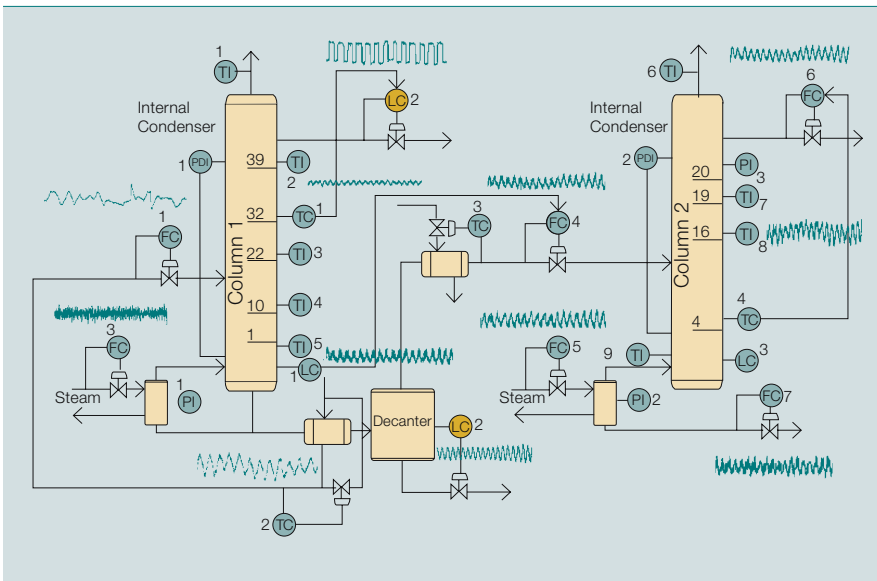 1
TI
Internal
Condenser
1
PDI
39
TI
2
LC
2
32
TC
1
22
TI
3
10
TI
4
1
TI
5
1
LC
Column 1
1
FC
3
FC
Steam
1
PI
2
TC
3
TC
FC
4
Decanter
LC
2
6
TI
Internal
Condenser
2
PDI
6
FC
20
PI
3
19
TI
7
16
TI
8
Column 2
4
TC
4
9
TI
LC
3
FC
5
Steam
PI
2
FC
7